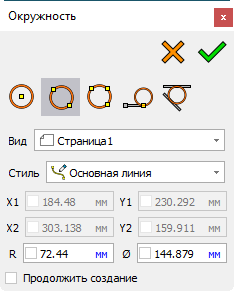 Окружность
Вид Страница1
Стиль Основная линия
X1 184.48 мм Y1 230.292 мм
X2 303.138 мм Y2 159.911 мм
R 72.44 мм Ø 144.879 мм
Продолжить создание